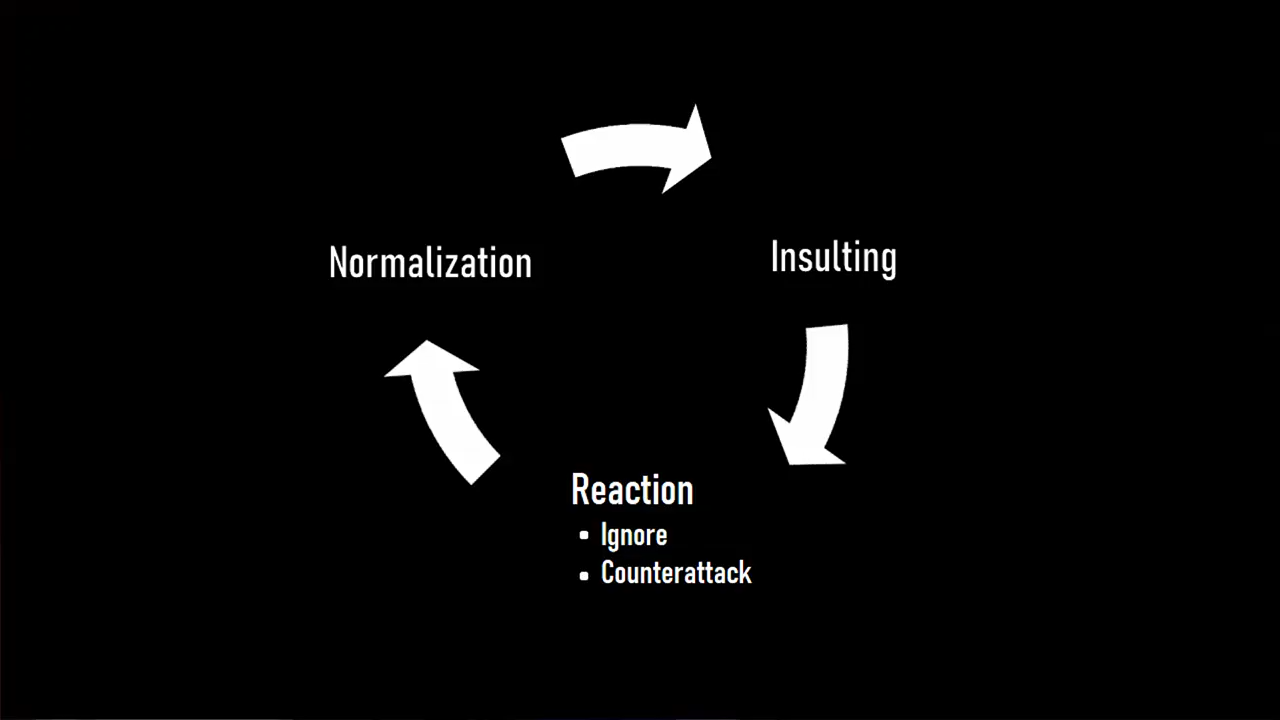 Normalization
Insulting
Reaction
• Ignore
• Counterattack